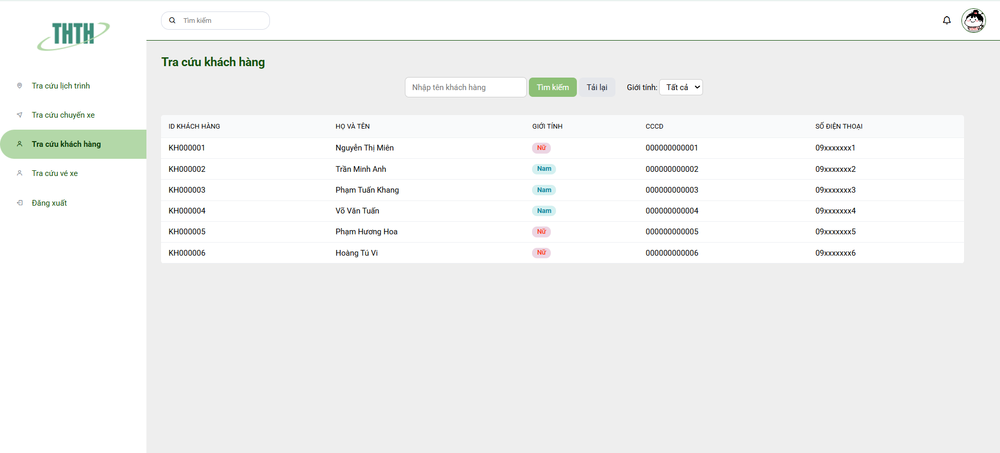 THTH
Tìm kiếm
Tra cứu lịch trình
Tra cứu chuyến xe
Tra cứu khách hàng
Tra cứu vé xe
Đăng xuất
Tra cứu khách hàng
Nhập tên khách hàng Tìm kiếm Tải lại Giới tính: Tất cả
ID KHÁCH HÀNG HỌ VÀ TÊN GIỚI TÍNH CCCD SỐ ĐIỆN THOẠI
KH000001 Nguyễn Thị Miên Nữ 000000000001 09xxxxxxx1
KH000002 Trần Minh Anh Nam 000000000002 09xxxxxxx2
KH000003 Phạm Tuấn Khang Nam 000000000003 09xxxxxxx3
KH000004 Võ Văn Tuấn Nam 000000000004 09xxxxxxx4
KH000005 Phạm Hương Hoa Nữ 000000000005 09xxxxxxx5
KH000006 Hoàng Tú Vi Nữ 000000000006 09xxxxxxx6